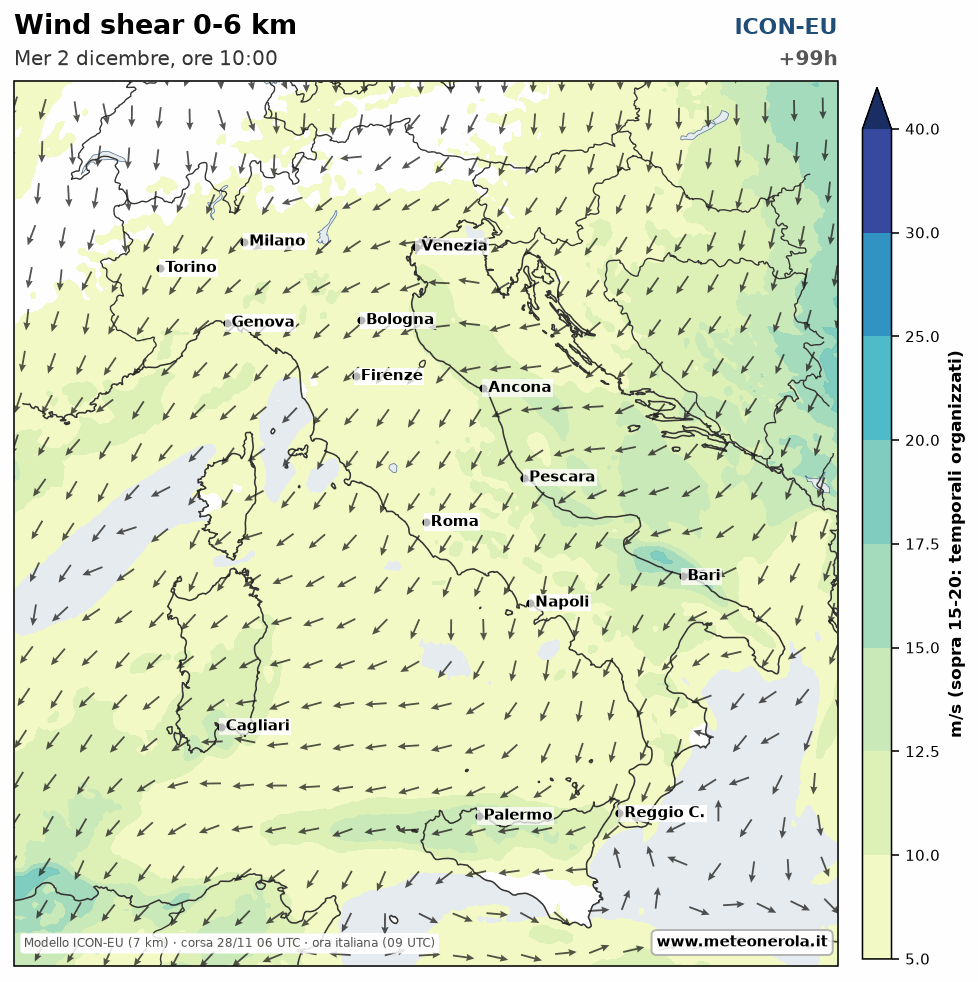 Wind shear 0-6 km
ICON-EU
Mer 2 dicembre, ore 10:00
+99h
40.0
30.0
25.0
20.0
17.5
15.0
12.5
10.0
5.0
m/s (sopra 15-20: temporali organizzati)
Milano
Venezia
Torino
Genova
Bologna
Firenze
Ancona
Pescara
Roma
Bari
Napoli
Cagliari
Palermo
Reggio C.
Modello ICON-EU (7 km) · corsa 28/11 06 UTC · ora italiana (09 UTC)
www.meteonerola.it